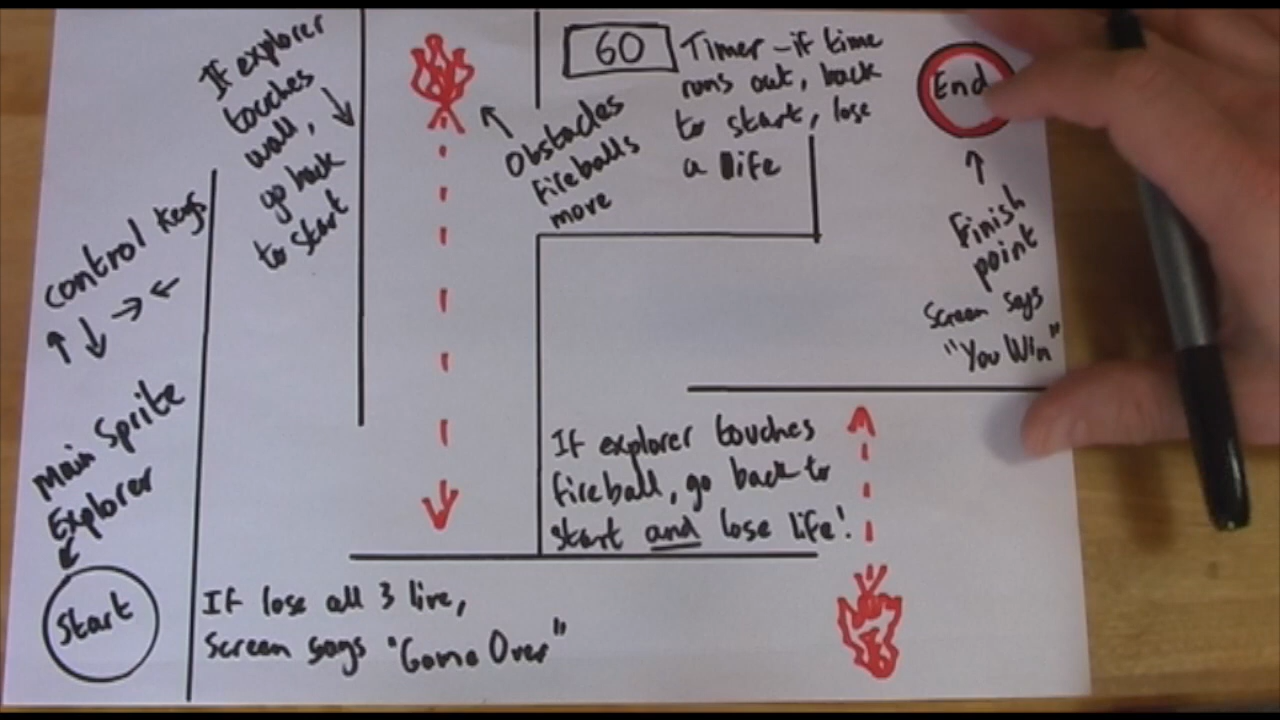 If explorer
touches
wall,
go back
to start
60
Timer - if time
runs out, back
to start, lose
a life
End
Obstacles
fireballs
move
Control keys
↑ ↓ → ←
Finish
point
Screen says
"You Win"
Main Sprite
Explorer
If explorer touches
fireball, go back to
start and lose life!
Start
If lose all 3 live,
Screen says "Game Over"